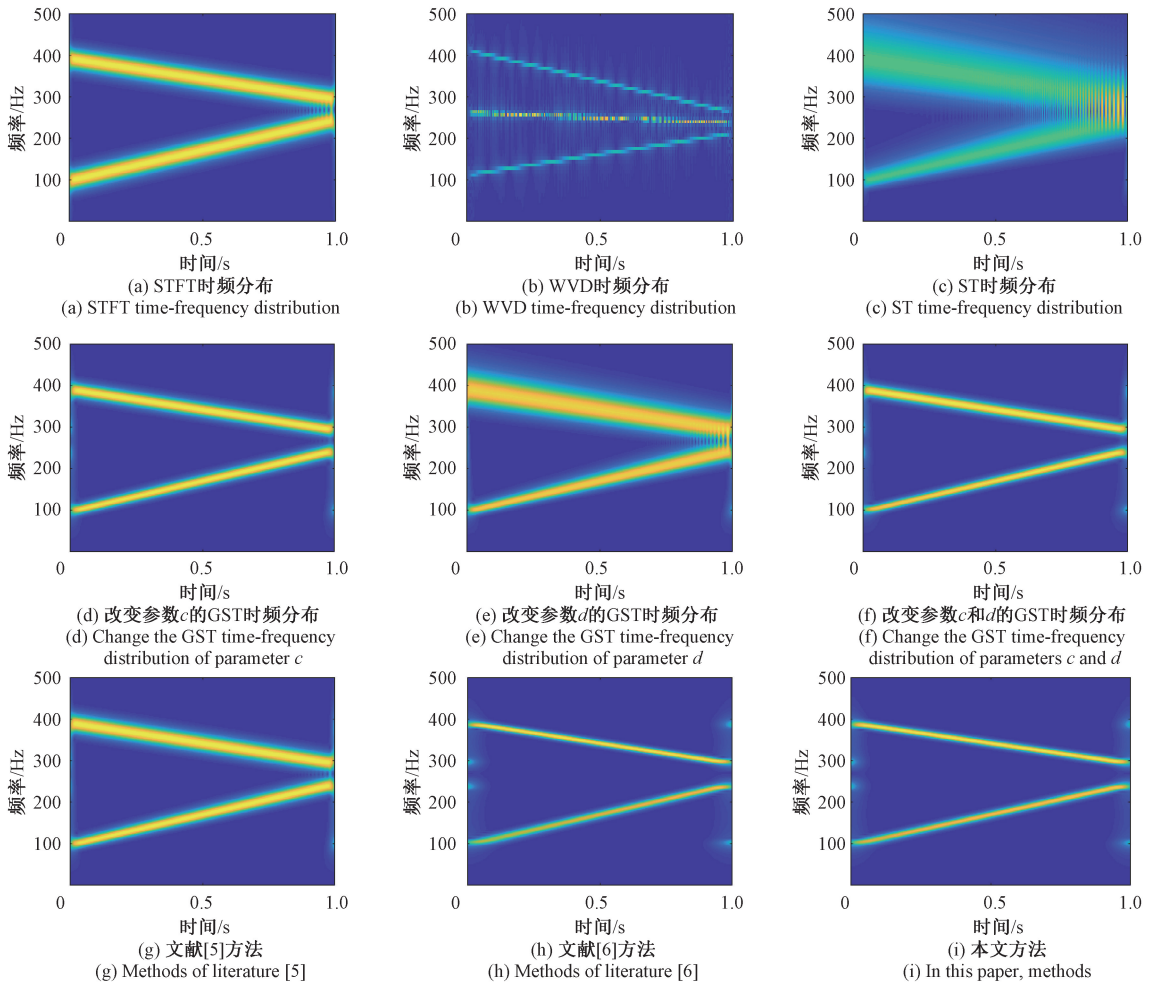 500
400
300
200
100
0
0.5
1.0
频率/Hz
时间/s
(a) STFT时频分布
(a) STFT time-frequency distribution
500
400
300
200
100
0
0.5
1.0
频率/Hz
时间/s
(b) WVD时频分布
(b) WVD time-frequency distribution
500
400
300
200
100
0
0.5
1.0
频率/Hz
时间/s
(c) ST时频分布
(c) ST time-frequency distribution
500
400
300
200
100
0
0.5
1.0
频率/Hz
时间/s
(d) 改变参数c的GST时频分布
(d) Change the GST time-frequency
distribution of parameter c
500
400
300
200
100
0
0.5
1.0
频率/Hz
时间/s
(e) 改变参数d的GST时频分布
(e) Change the GST time-frequency
distribution of parameter d
500
400
300
200
100
0
0.5
1.0
频率/Hz
时间/s
(f) 改变参数c和d的GST时频分布
(f) Change the GST time-frequency
distribution of parameters c and d
500
400
300
200
100
0
0.5
1.0
频率/Hz
时间/s
(g) 文献[5]方法
(g) Methods of literature [5]
500
400
300
200
100
0
0.5
1.0
频率/Hz
时间/s
(h) 文献[6]方法
(h) Methods of literature [6]
500
400
300
200
100
0
0.5
1.0
频率/Hz
时间/s
(i) 本文方法
(i) In this paper, methods